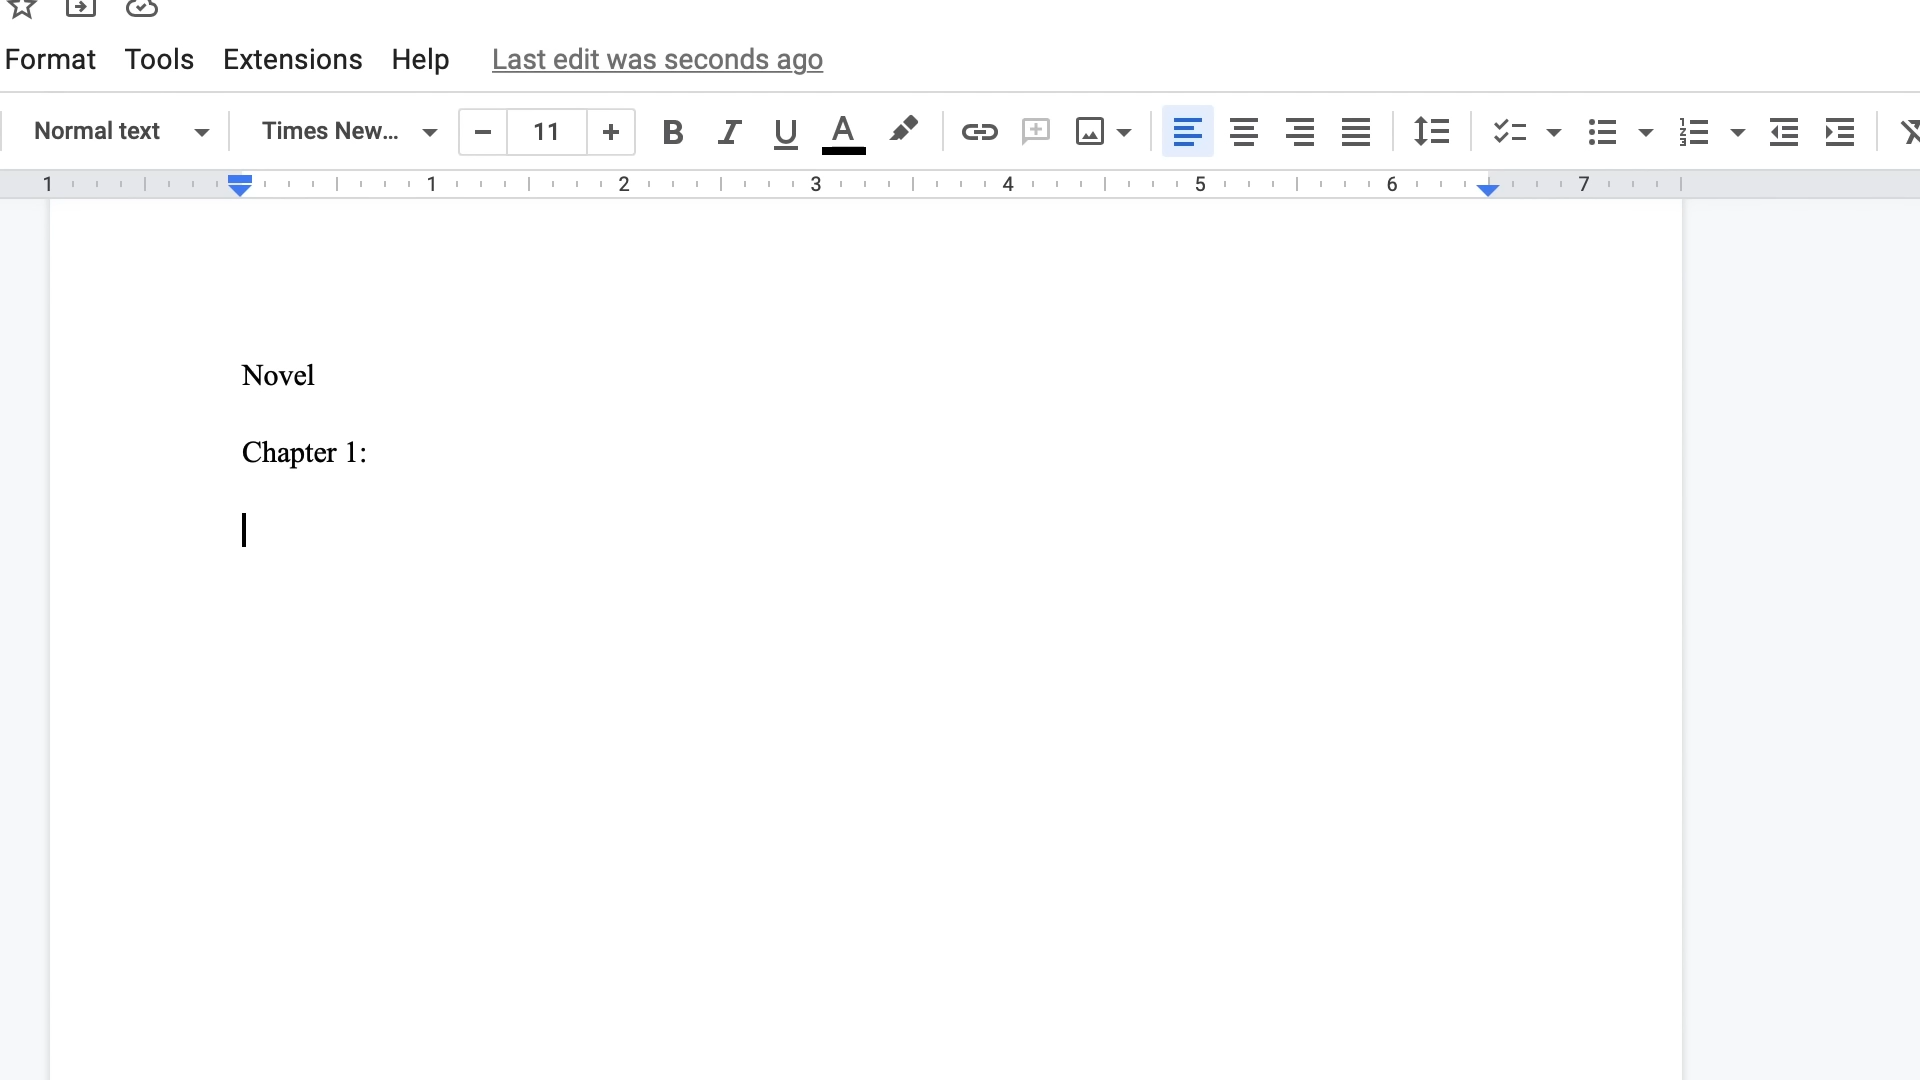 Format Tools Extensions Help Last edit was seconds ago
Normal text Times New... 11 B I U A
1 1 2 3 4 5 6 7
Novel
Chapter 1: